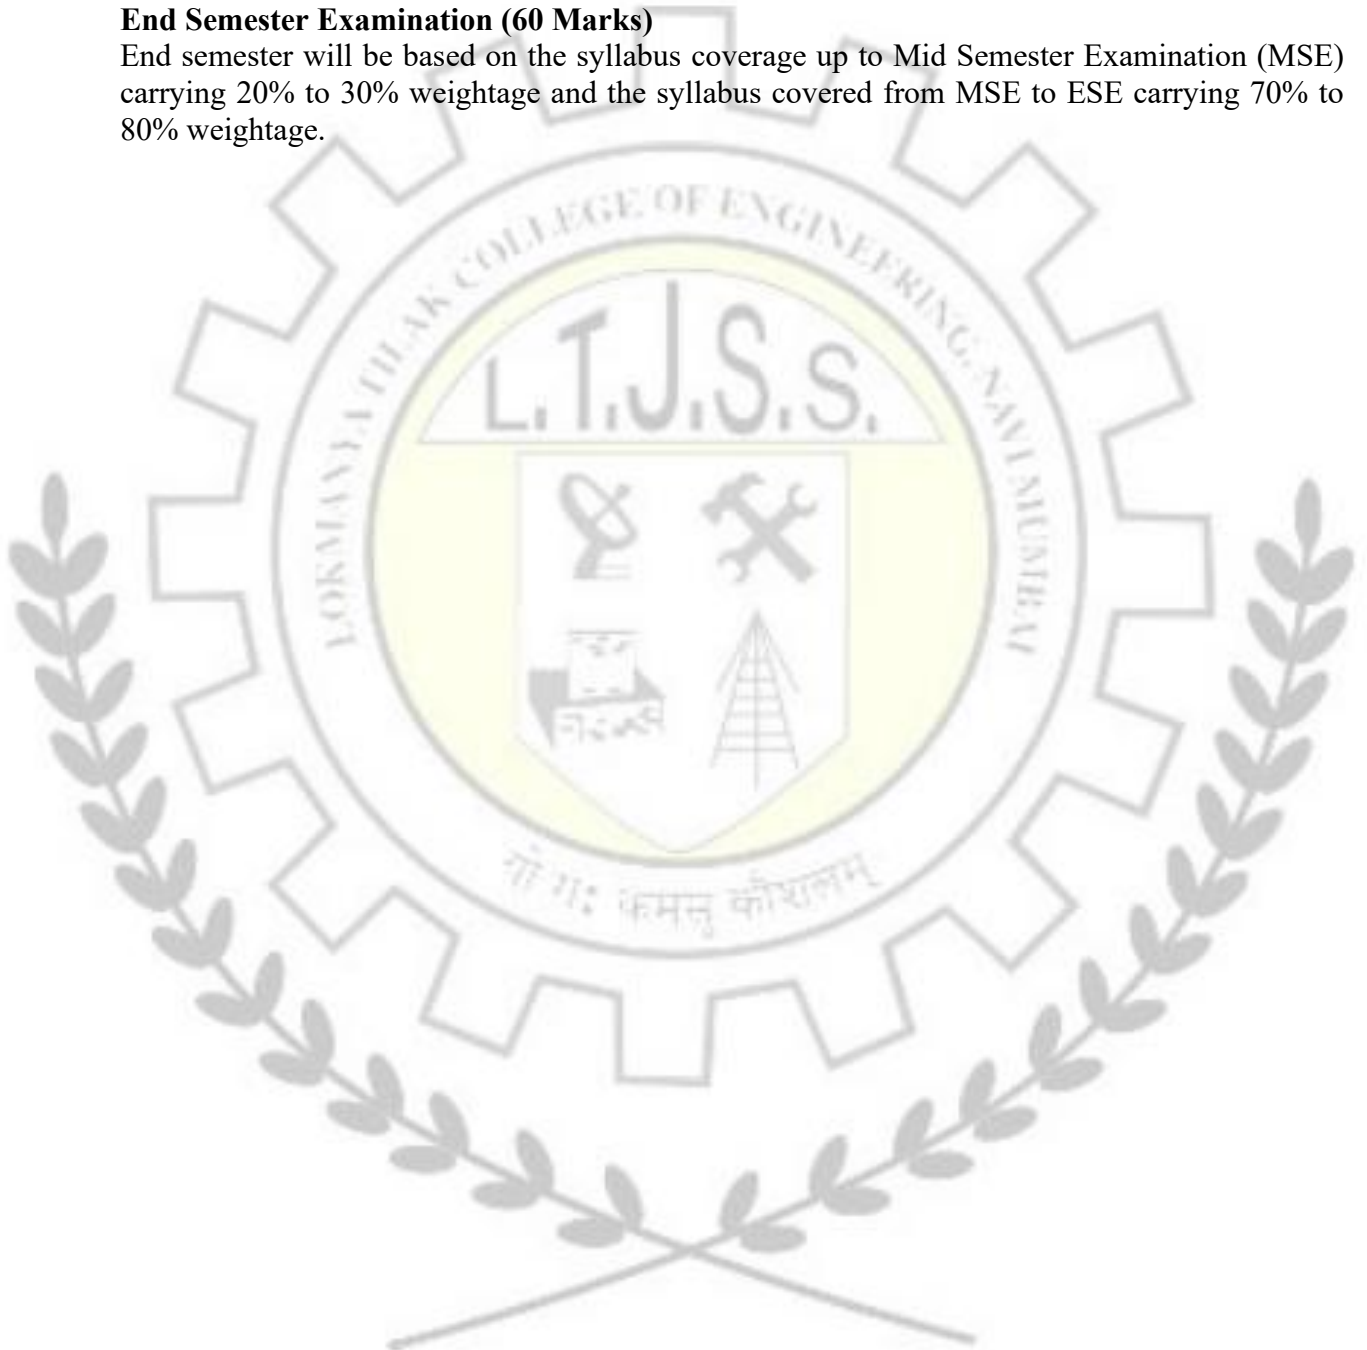 End Semester Examination (60 Marks)
End semester will be based on the syllabus coverage up to Mid Semester Examination (MSE)
carrying 20% to 30% weightage and the syllabus covered from MSE to ESE carrying 70% to
80% weightage.
LOKMANYA TILAK COLLEGE OF ENGINEERING, NAVI MUMBAI
L.T.J.S.S.
कौशलम्